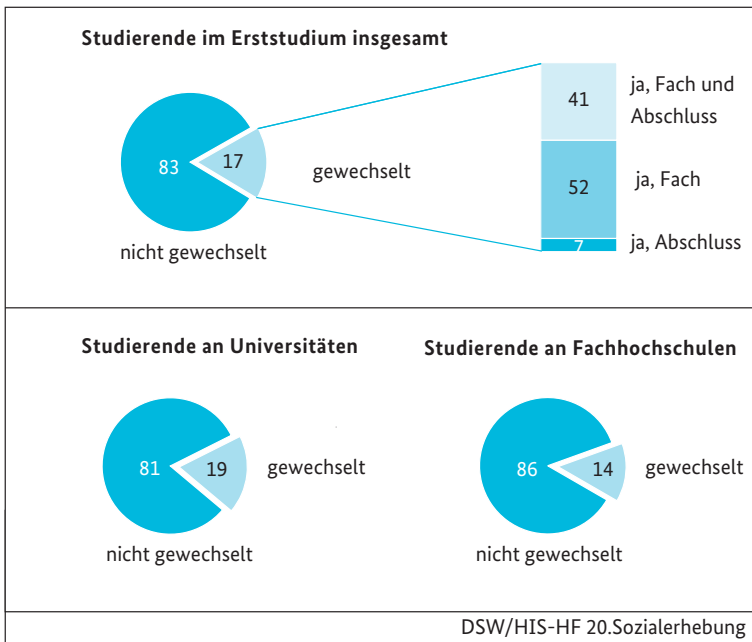 Studierende im Erststudium insgesamt
83
17
gewechselt
nicht gewechselt
41
ja, Fach und
Abschluss
52
ja, Fach
7
ja, Abschluss
Studierende an Universitäten
81
19
gewechselt
nicht gewechselt
Studierende an Fachhochschulen
86
14
gewechselt
nicht gewechselt
DSW/HIS-HF 20.Sozialerhebung